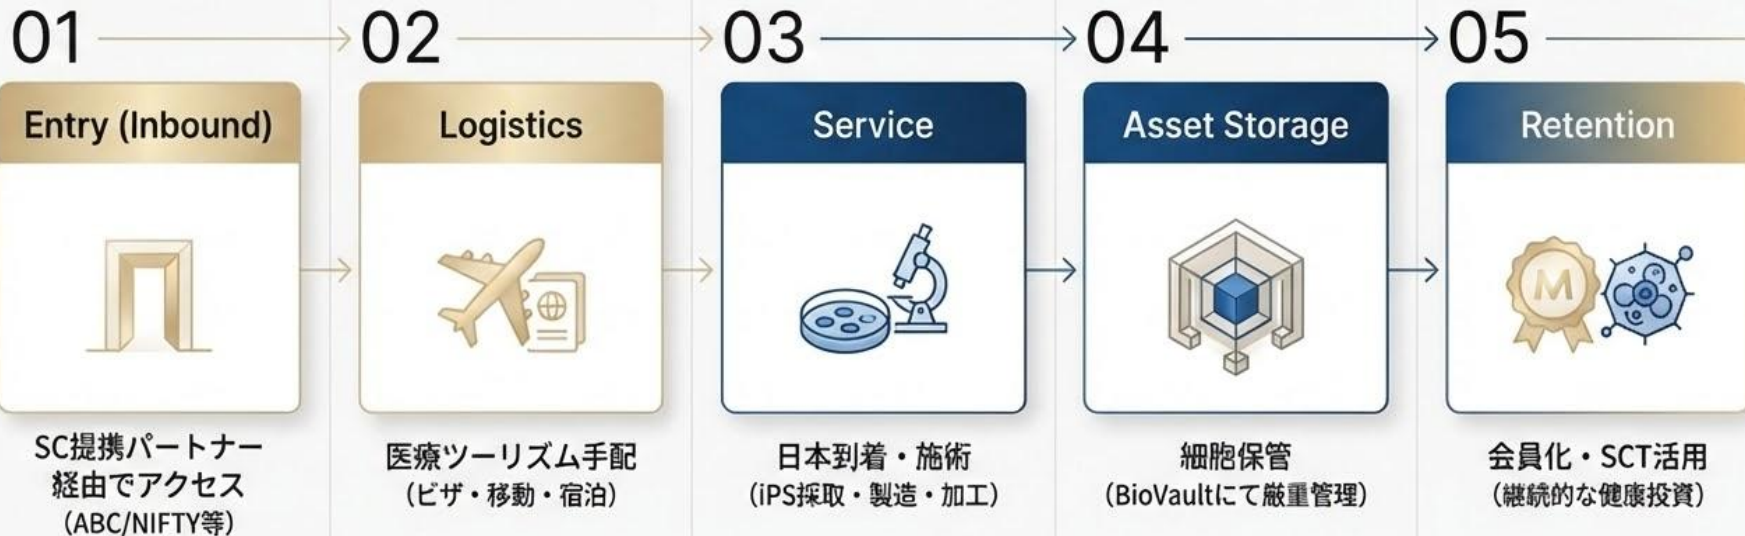 01
Entry (Inbound)
SC提携パートナー
経由でアクセス
（ABC/NIFTY等）
02
Logistics
医療ツーリズム手配
（ビザ・移動・宿泊）
03
Service
日本到着・施術
（iPS採取・製造・加工）
04
Asset Storage
細胞保管
（BioVaultにて厳重管理）
05
Retention
M
会員化・SCT活用
（継続的な健康投資）